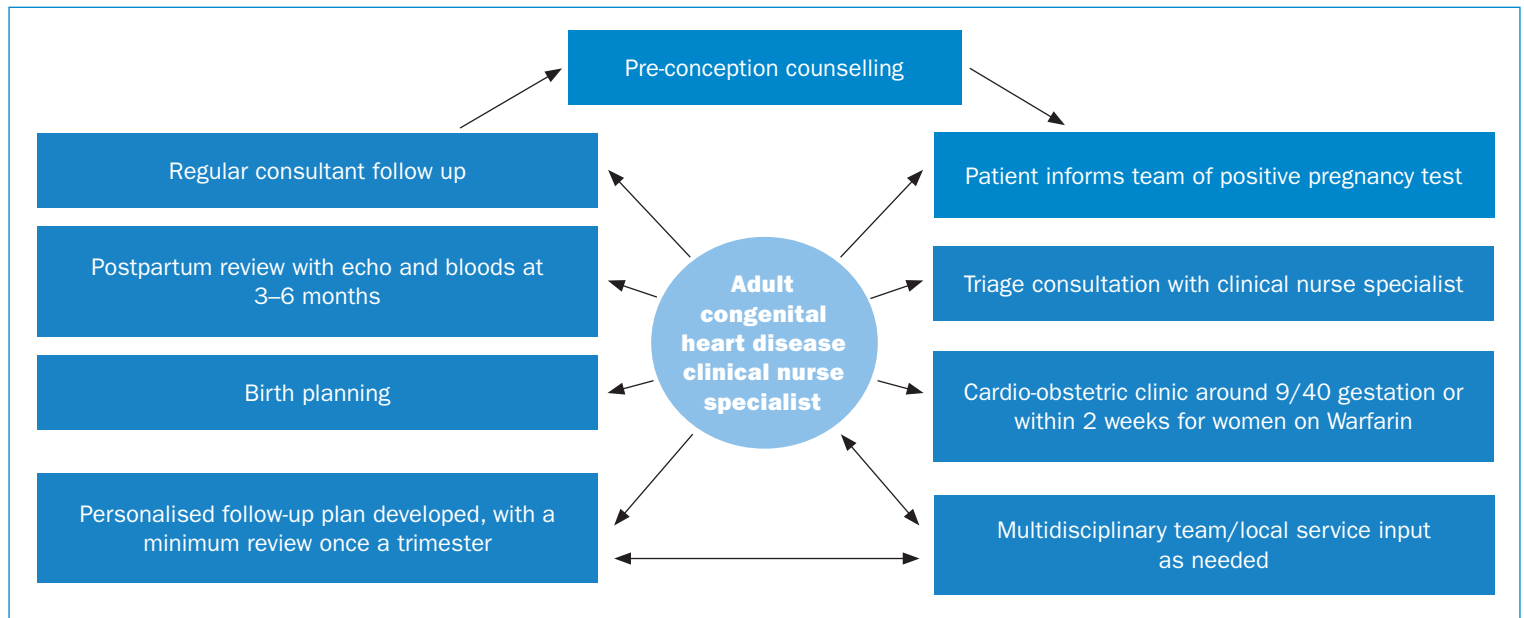 Pre-conception counselling
Regular consultant follow up
Patient informs team of positive pregnancy test
Postpartum review with echo and bloods at
3–6 months
Triage consultation with clinical nurse specialist
Adult
congenital
heart disease
clinical nurse
specialist
Birth planning
Cardio-obstetric clinic around 9/40 gestation or
within 2 weeks for women on Warfarin
Personalised follow-up plan developed, with a
minimum review once a trimester
Multidisciplinary team/local service input
as needed